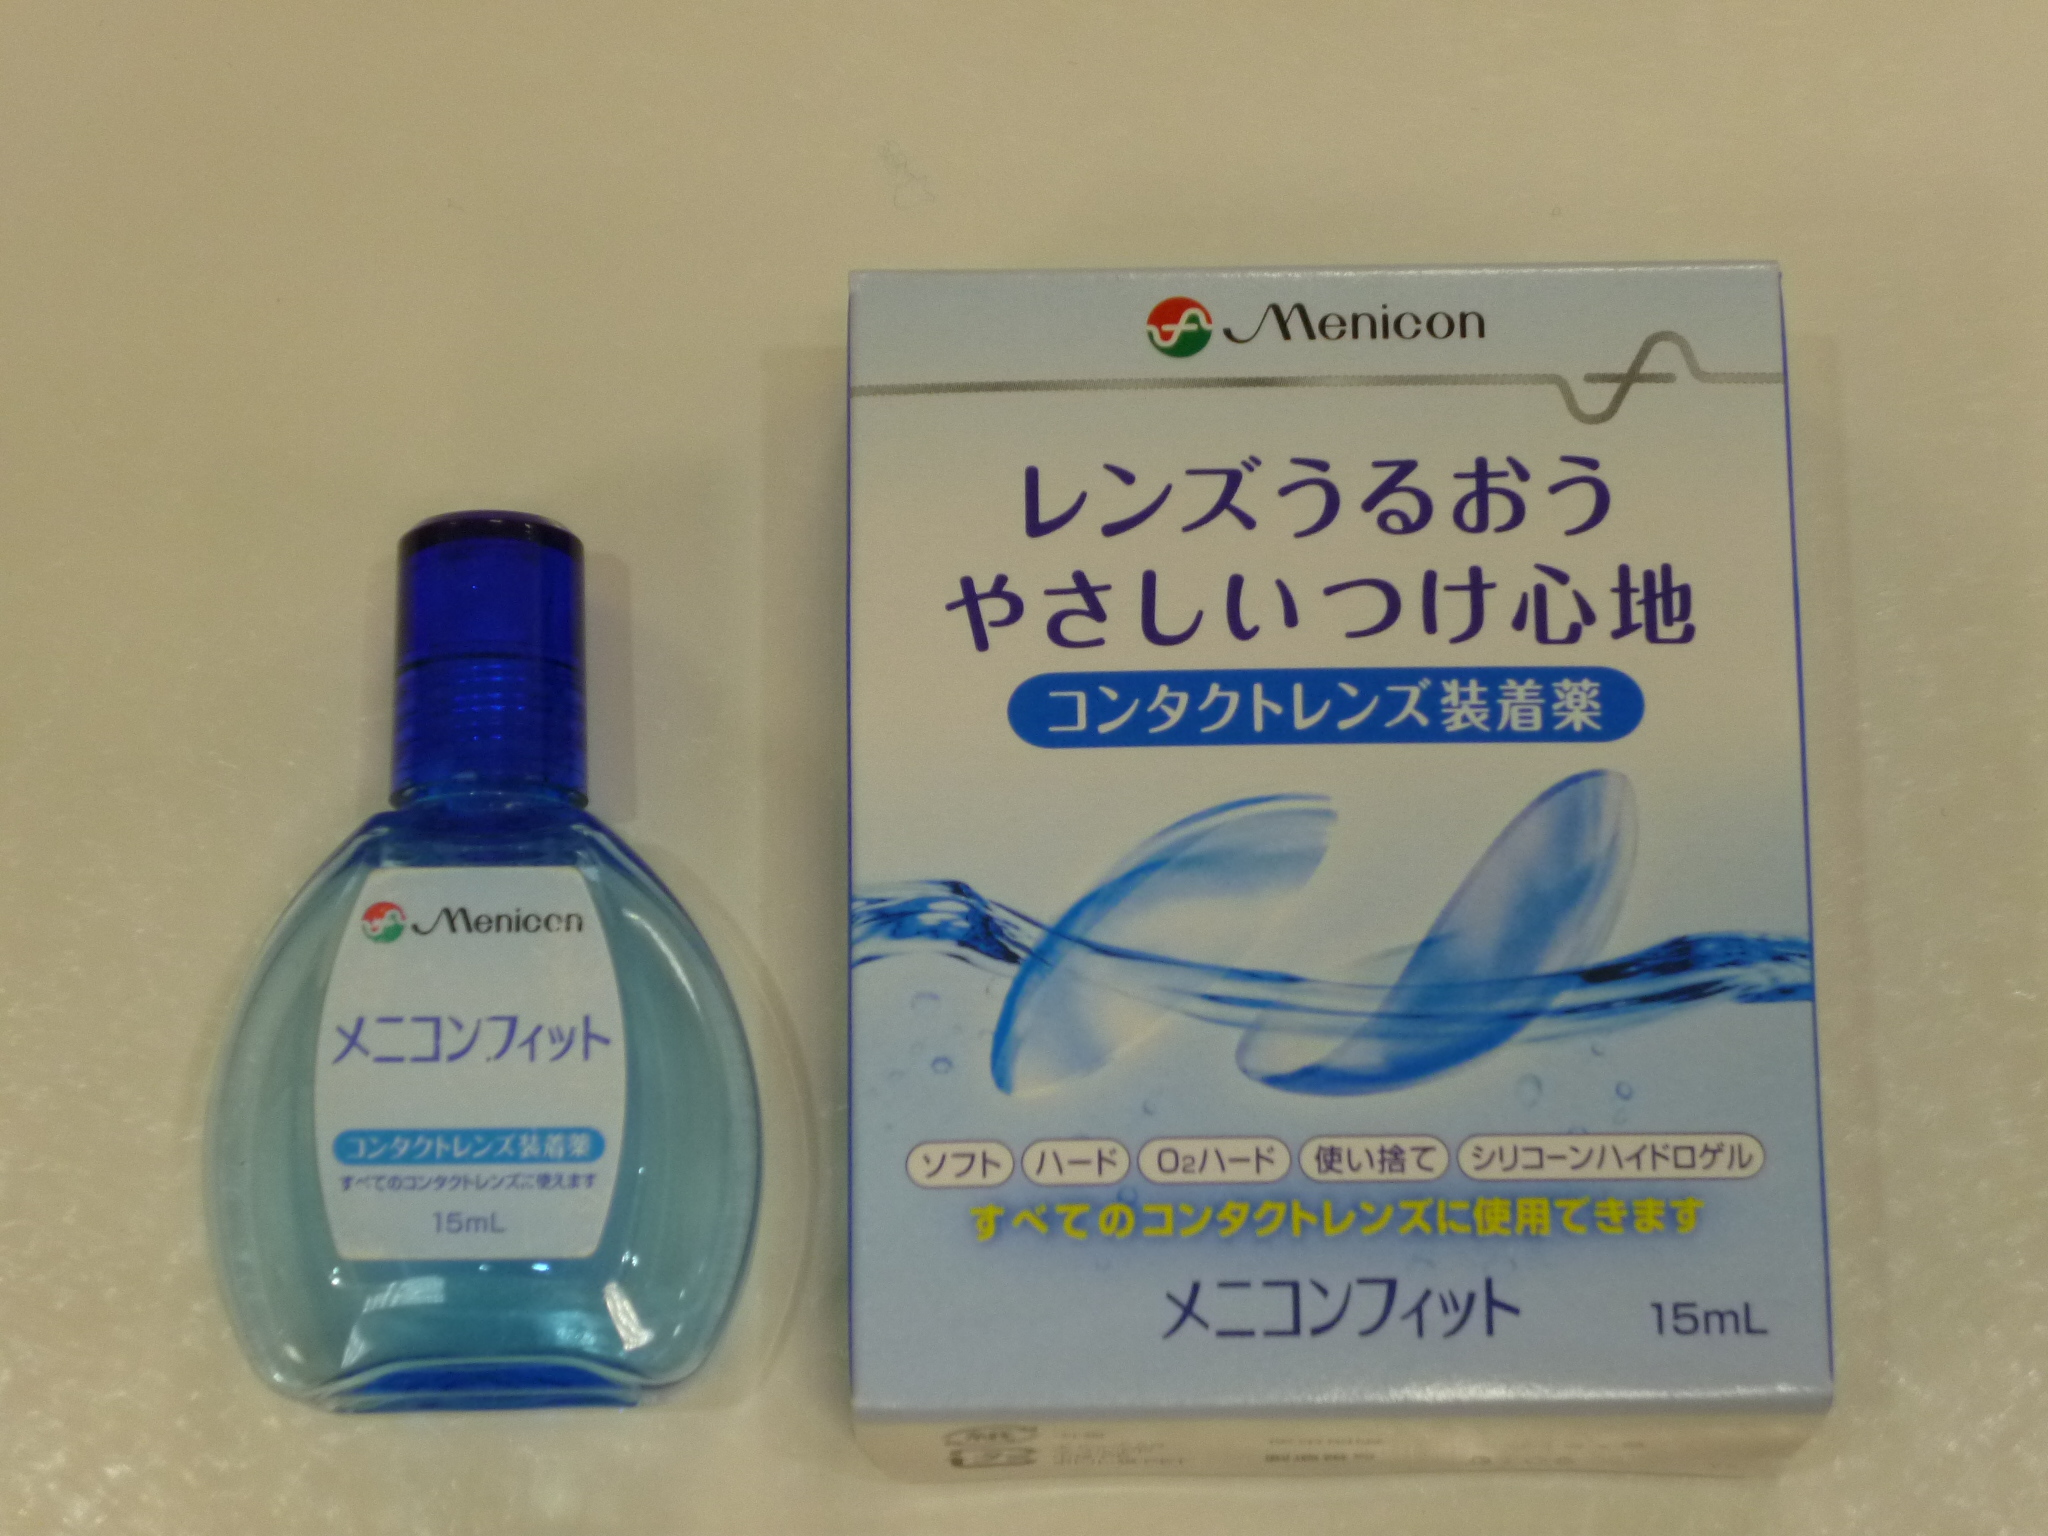 Menicon
メニコンフィット
コンタクトレンズ装着薬
すべてのコンタクトレンズに使えます
15mL
Menicon
レンズうるおう
やさしいつけ心地
コンタクトレンズ装着薬
ソフト ハード O2ハード 使い捨て シリコーンハイドロゲル
すべてのコンタクトレンズに使用できます
メニコンフィット 15mL